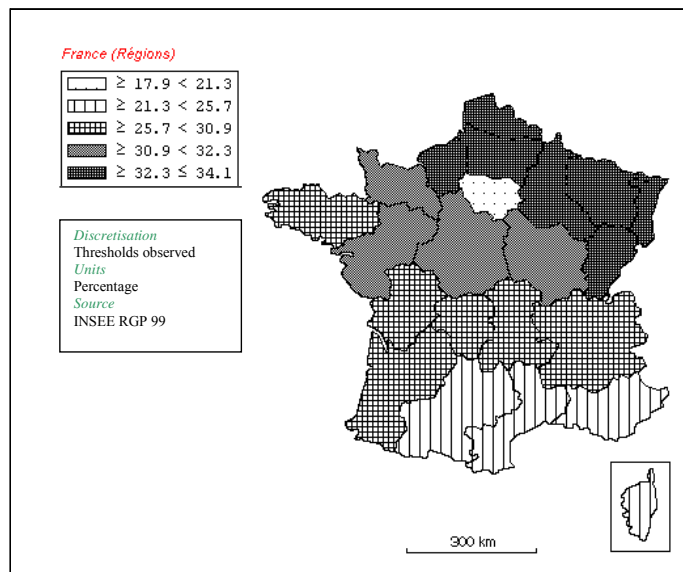 France (Régions)
≥ 17.9 < 21.3
≥ 21.3 < 25.7
≥ 25.7 < 30.9
≥ 30.9 < 32.3
≥ 32.3 ≤ 34.1
Discretisation
Thresholds observed
Units
Percentage
Source
INSEE RGP 99
300 km